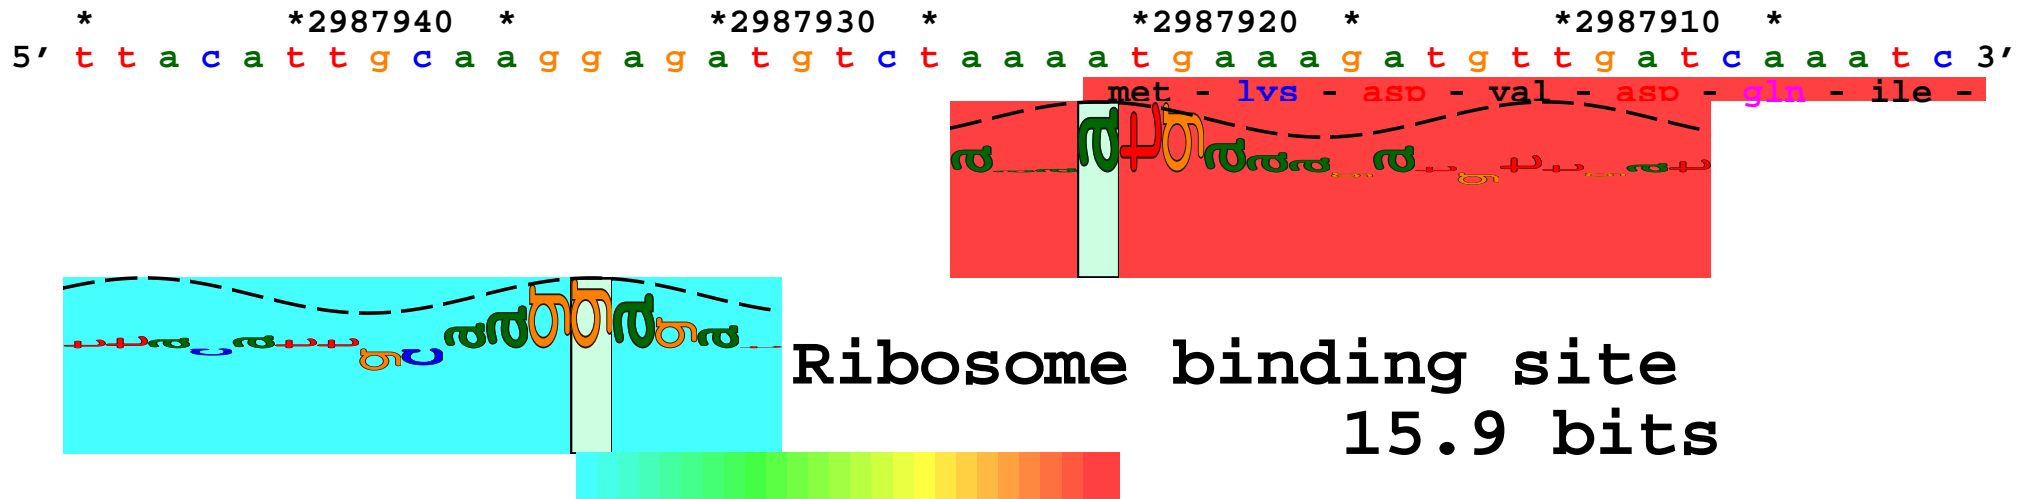 * *2987940 * *2987930 * *2987920 * *2987910 *
5′ t t a c a t t g c a a g g a g a t g t c t a a a a t g a a a g a t g t t g a t c a a a t c 3′
met - lys - asp - val - asp - gln - ile -
a a a a a t g a a a g a t g t t g a t
t t a c a t t g c a a g g a g a t
Ribosome binding site
15.9 bits